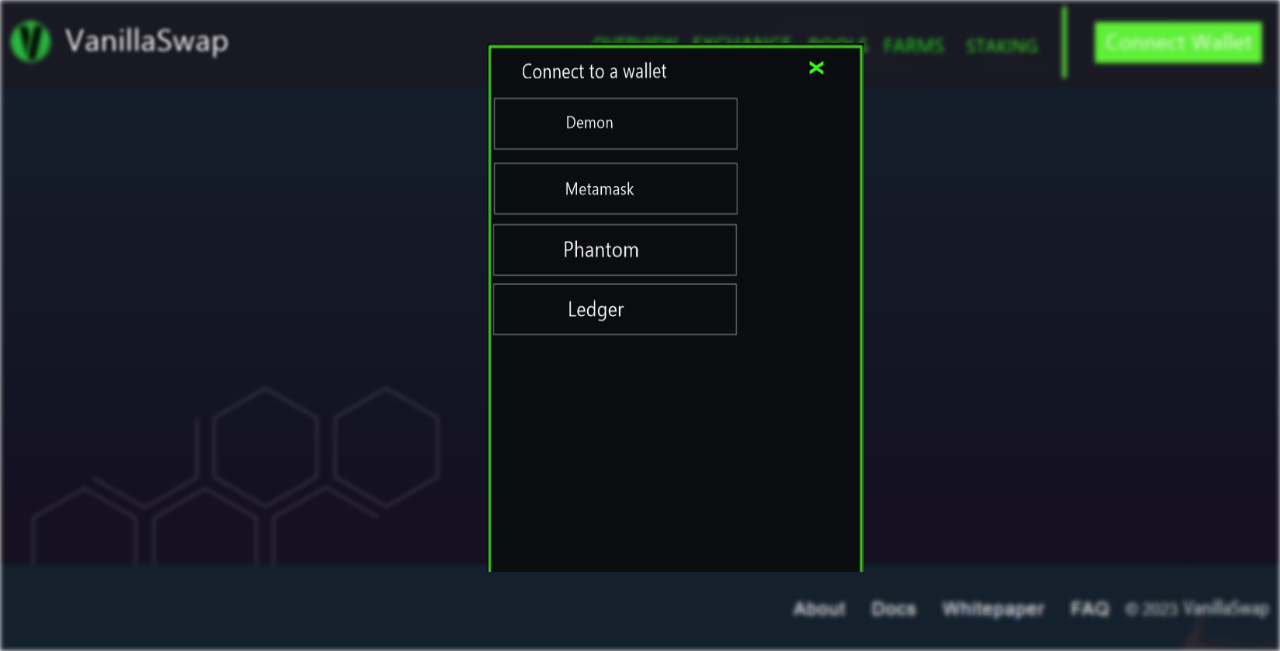 VanillaSwap
OVERVIEW EXCHANGE POOLS FARMS STAKING
Connect Wallet
Connect to a wallet
Demon
Metamask
Phantom
Ledger
About Docs Whitepaper FAQ © 2023 VanillaSwap